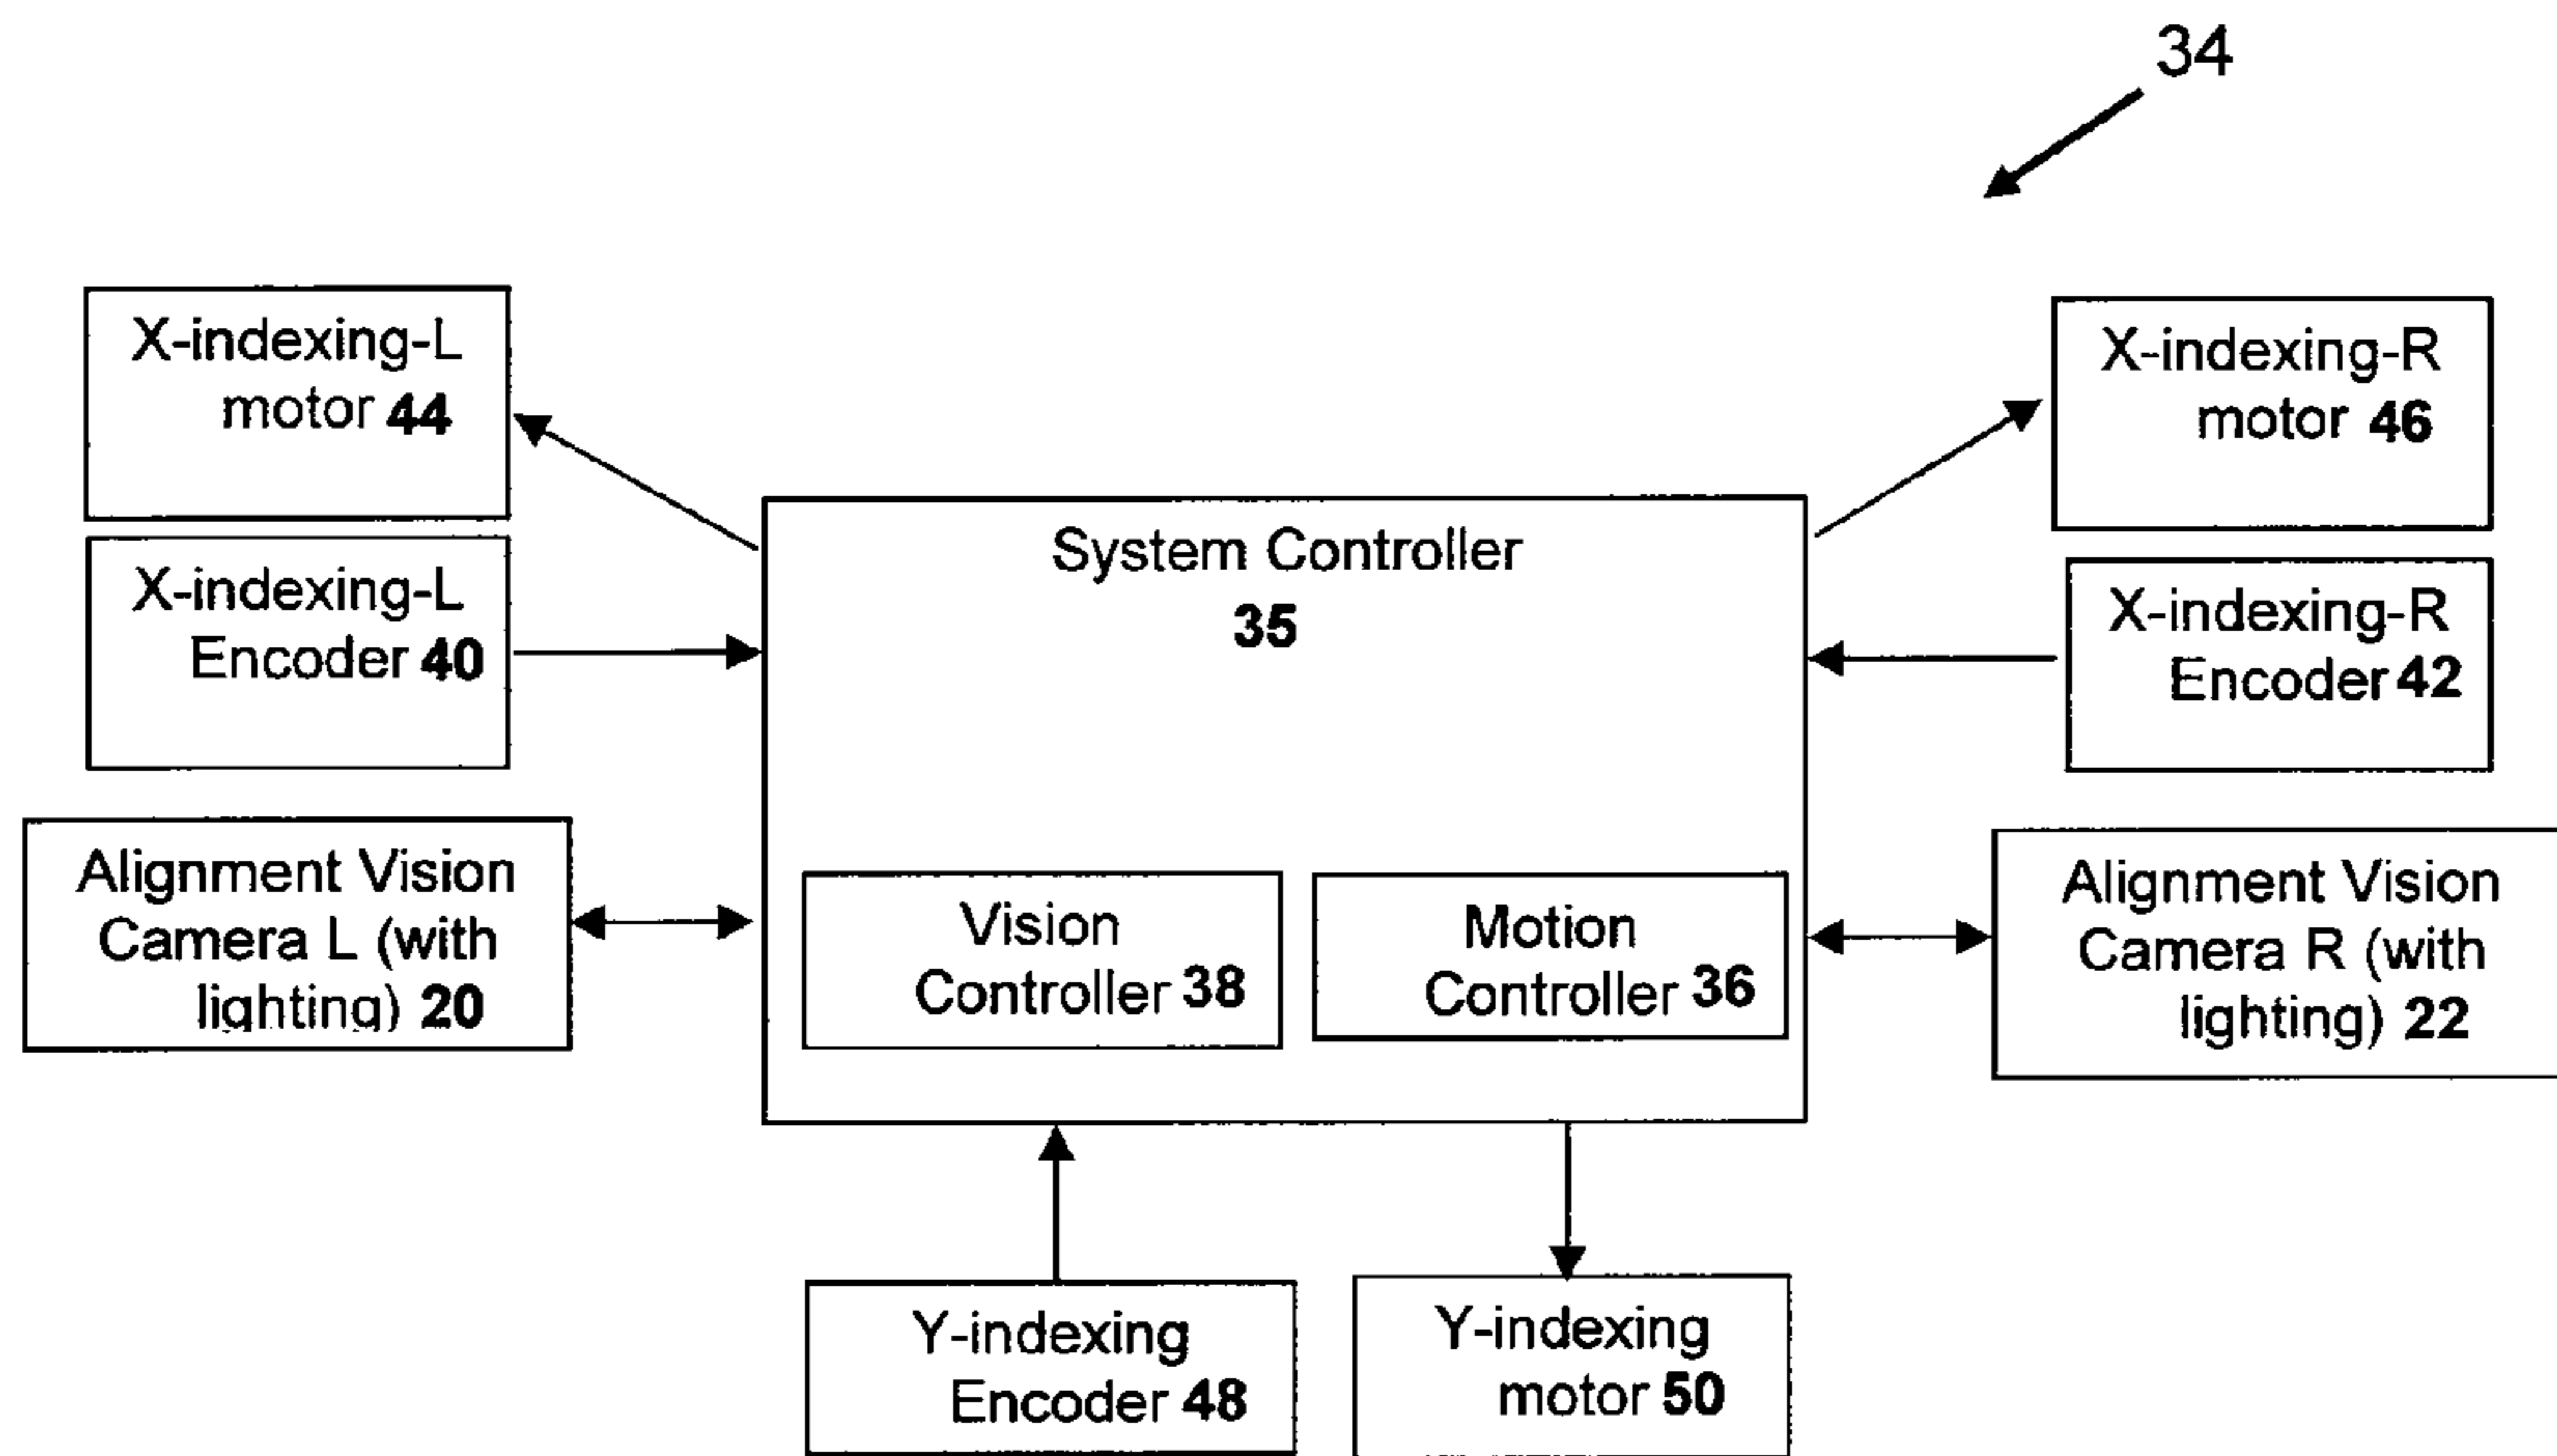 34
X-indexing-L
motor 44
X-indexing-R
motor 46
System Controller
35
X-indexing-L
Encoder 40
X-indexing-R
Encoder 42
Alignment Vision
Camera L (with
lighting) 20
Vision
Controller 38
Motion
Controller 36
Alignment Vision
Camera R (with
lighting) 22
Y-indexing
Encoder 48
Y-indexing
motor 50